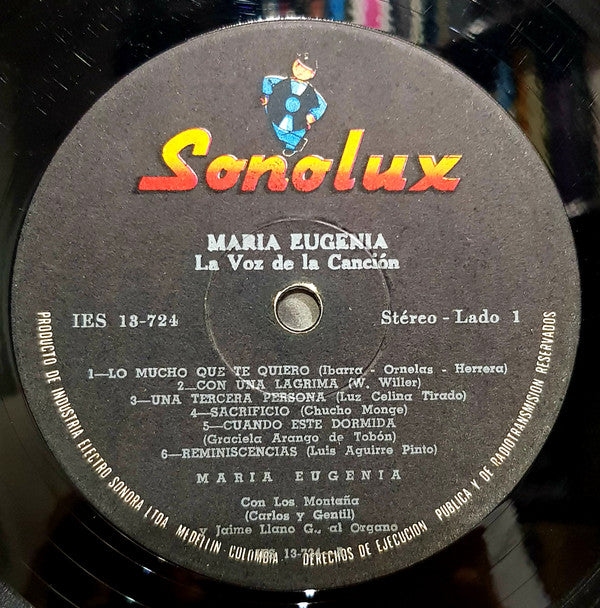 Sonolux
MARIA EUGENIA
La Voz de la Canción
IES 13-724
Stéreo - Lado 1
1—LO MUCHO QUE TE QUIERO (Ibarra - Ornelas - Herrera)
2—CON UNA LAGRIMA (W. Willer)
3—UNA TERCERA PERSONA (Luz Celina Tirado)
4—SACRIFICIO (Chucho Monge)
5—CUANDO ESTE DORMIDA
(Graciela Arango de Tobón)
6—REMINISCENCIAS (Luis Aguirre Pinto)
MARIA EUGENIA
Con Los Montaña
(Carlos y Gentil)
y Jaime Llano G., al Organo
13-724
PRODUCTO DE INDUSTRIA ELECTRO SONORA LTDA MEDELLIN COLOMBIA - DERECHOS DE EJECUCION PUBLICA Y DE RADIOTRANSMISION RESERVADOS